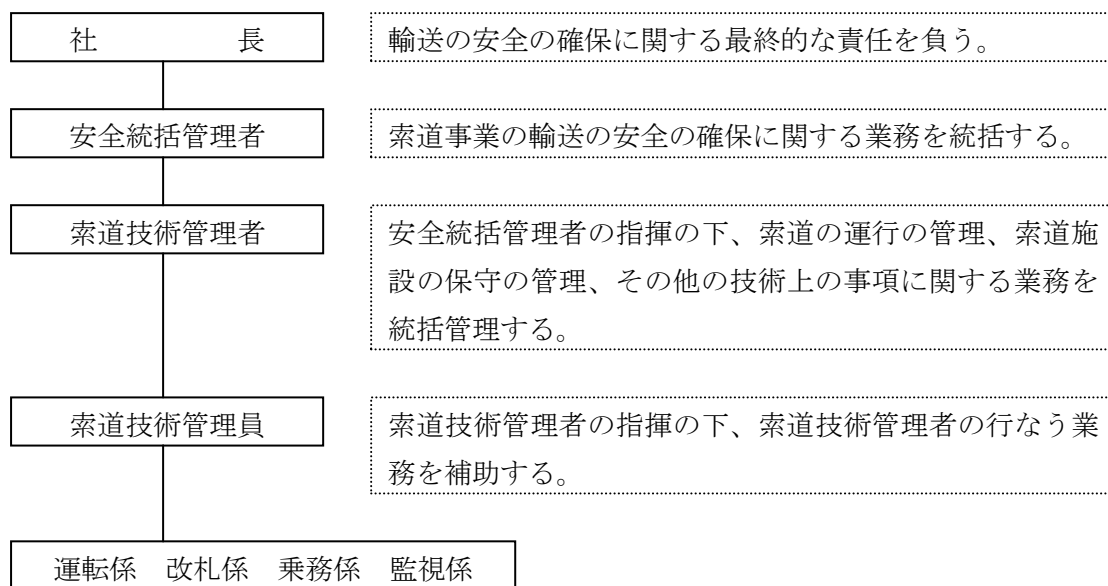 社　　　　　長
輸送の安全の確保に関する最終的な責任を負う。
安全統括管理者
索道事業の輸送の安全の確保に関する業務を統括する。
索道技術管理者
安全統括管理者の指揮の下、索道の運行の管理、索道施
設の保守の管理、その他の技術上の事項に関する業務を
統括管理する。
索道技術管理員
索道技術管理者の指揮の下、索道技術管理者の行なう業
務を補助する。
運転係　改札係　乗務係　監視係